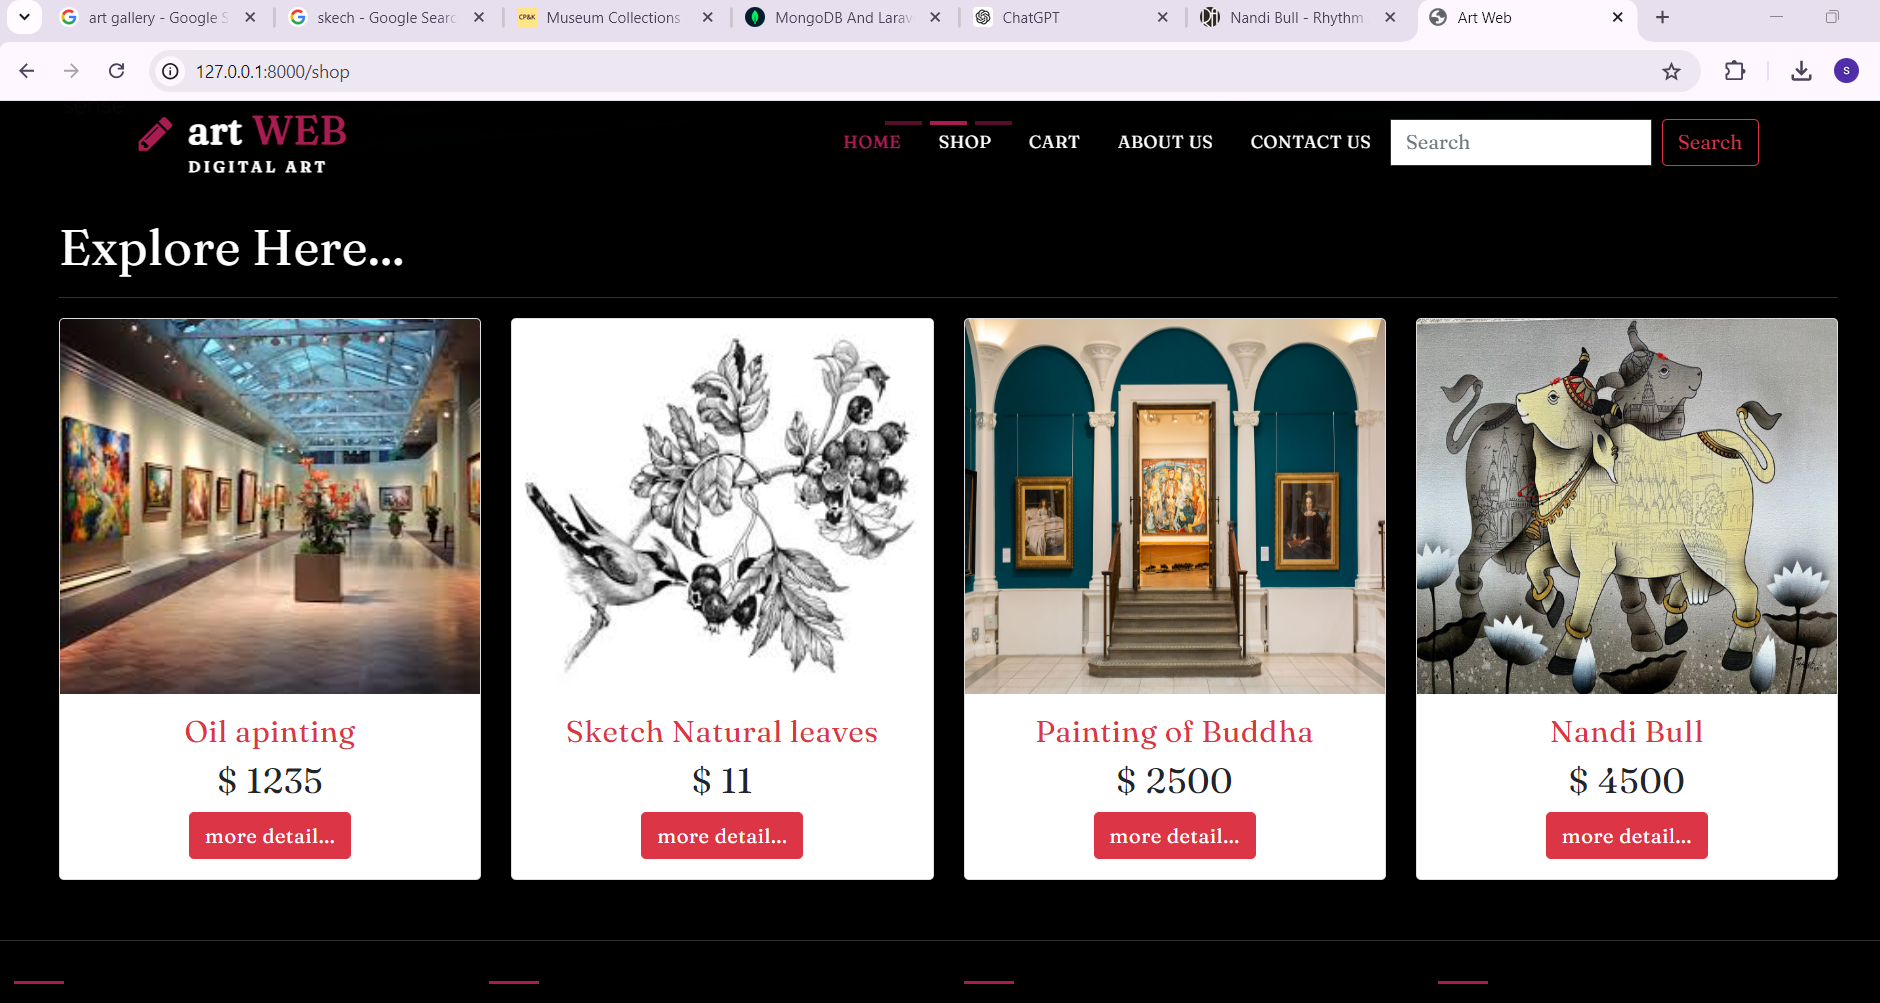 art gallery - Google S
skech - Google Searc
CP&K Museum Collections
MongoDB And Larav
ChatGPT
Nandi Bull - Rhythm
Art Web
127.0.0.1:8000/shop
s
art WEB
DIGITAL ART
HOME SHOP CART ABOUT US CONTACT US Search Search
Explore Here...
Oil apinting
$ 1235
more detail...
Sketch Natural leaves
$ 11
more detail...
Painting of Buddha
$ 2500
more detail...
Nandi Bull
$ 4500
more detail...